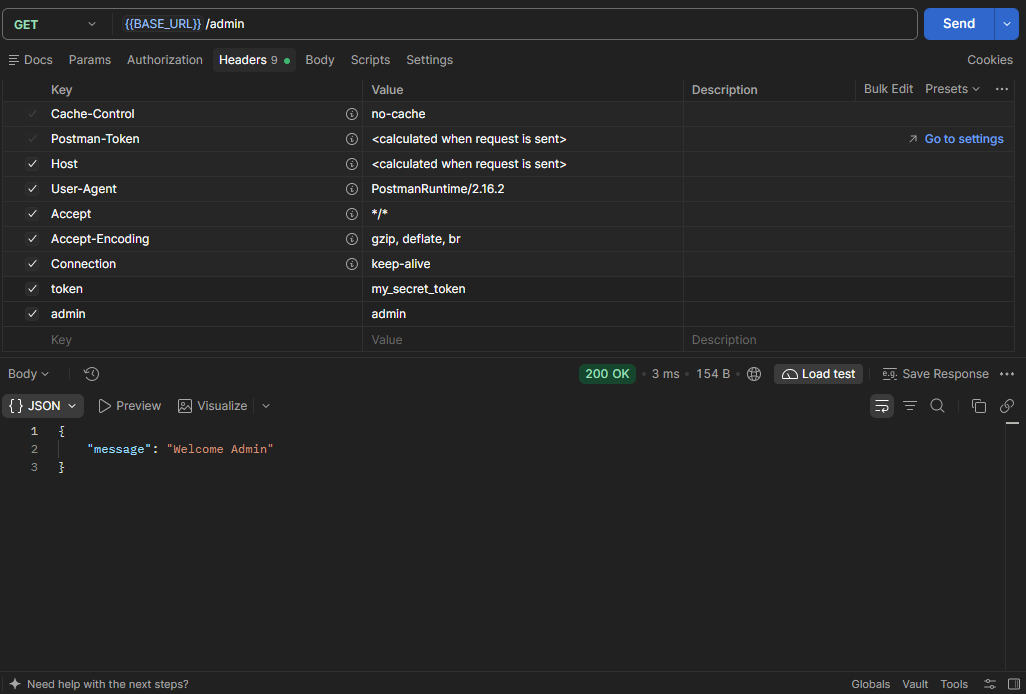 GET {{BASE_URL}} /admin Send
Docs Params Authorization Headers 9 Body Scripts Settings Cookies
Key Value Description Bulk Edit Presets
Cache-Control no-cache
Postman-Token <calculated when request is sent> Go to settings
Host <calculated when request is sent>
User-Agent PostmanRuntime/2.16.2
Accept */*
Accept-Encoding gzip, deflate, br
Connection keep-alive
token my_secret_token
admin admin
Key Value Description
Body 200 OK 3 ms 154 B Load test e.g. Save Response
{} JSON Preview Visualize
1 {
2 "message": "Welcome Admin"
3 }
Need help with the next steps? Globals Vault Tools